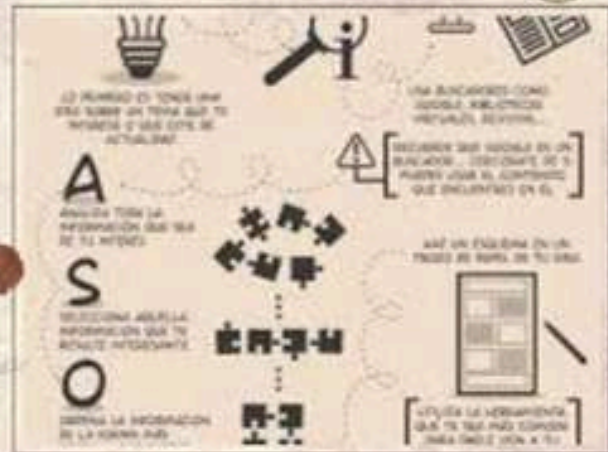 LO PRIMERO ES TENER UNA
IDEA SOBRE UN TEMA QUE TE
INTERESE O QUE ESTÉ DE
ACTUALIDAD
USA BUSCADORES COMO
GOOGLE, BIBLIOTECAS
VIRTUALES, REVISTAS...
RECUERDA QUE GOOGLE ES UN
BUSCADOR... CERCIÓRATE DE SI
PUEDES USAR EL CONTENIDO
QUE ENCUENTRES EN ÉL
A
ANALIZA TODA LA
INFORMACIÓN QUE SEA
DE TU INTERÉS
HAZ UN ESQUEMA EN UN
TROZO DE PAPEL DE TU IDEA
S
SELECCIONA AQUELLA
INFORMACIÓN QUE TE
RESULTE INTERESANTE
O
ORDENA LA INFORMACIÓN
DE LA FORMA MÁS
UTILIZA LA HERRAMIENTA
QUE TE SEA MÁS CÓMODA
PARA DARLE VIDA A TU